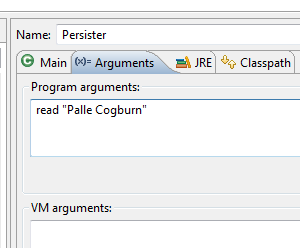 Name: Persister
Main (x)= Arguments JRE Classpath
Program arguments:
read "Palle Cogburn"
VM arguments: